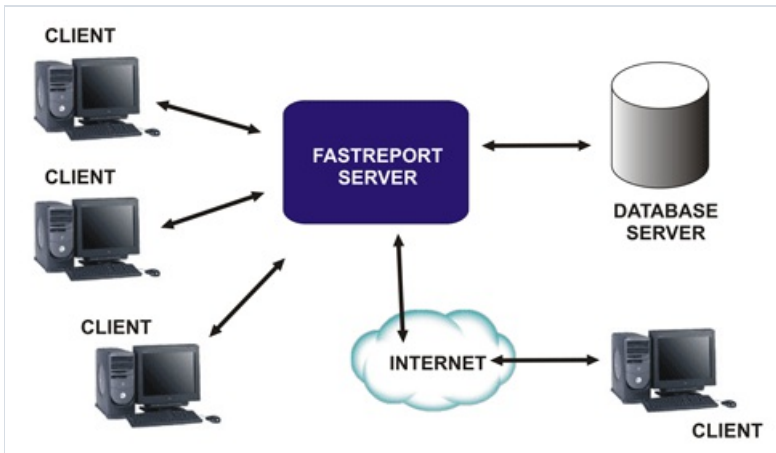 CLIENT
FASTREPORT
SERVER
CLIENT
DATABASE
SERVER
CLIENT
INTERNET
CLIENT